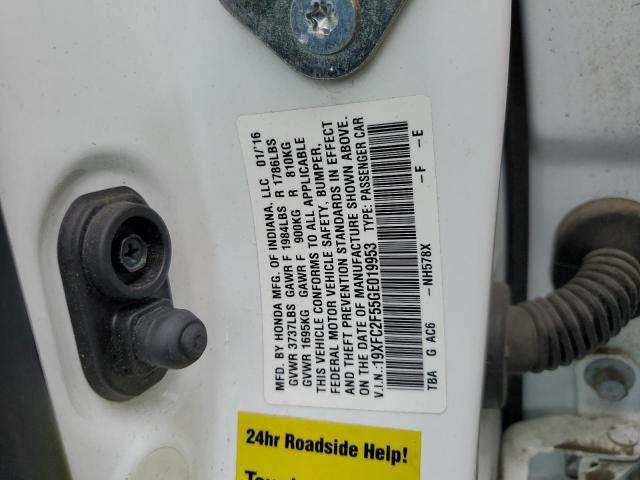 MFD. BY HONDA MFG. OF INDIANA, LLC 01/'16
GVWR 3737LBS GAWR F 1984LBS R 1786LBS
GVWR 1695KG GAWR F 900KG R 810KG
THIS VEHICLE CONFORMS TO ALL APPLICABLE
FEDERAL MOTOR VEHICLE SAFETY, BUMPER,
AND THEFT PREVENTION STANDARDS IN EFFECT
ON THE DATE OF MANUFACTURE SHOWN ABOVE.
V.I.N.:19XFC2F55GE019953 TYPE: PASSENGER CAR
TBA G AC6 – NH578X – F – E
24hr Roadside Help!